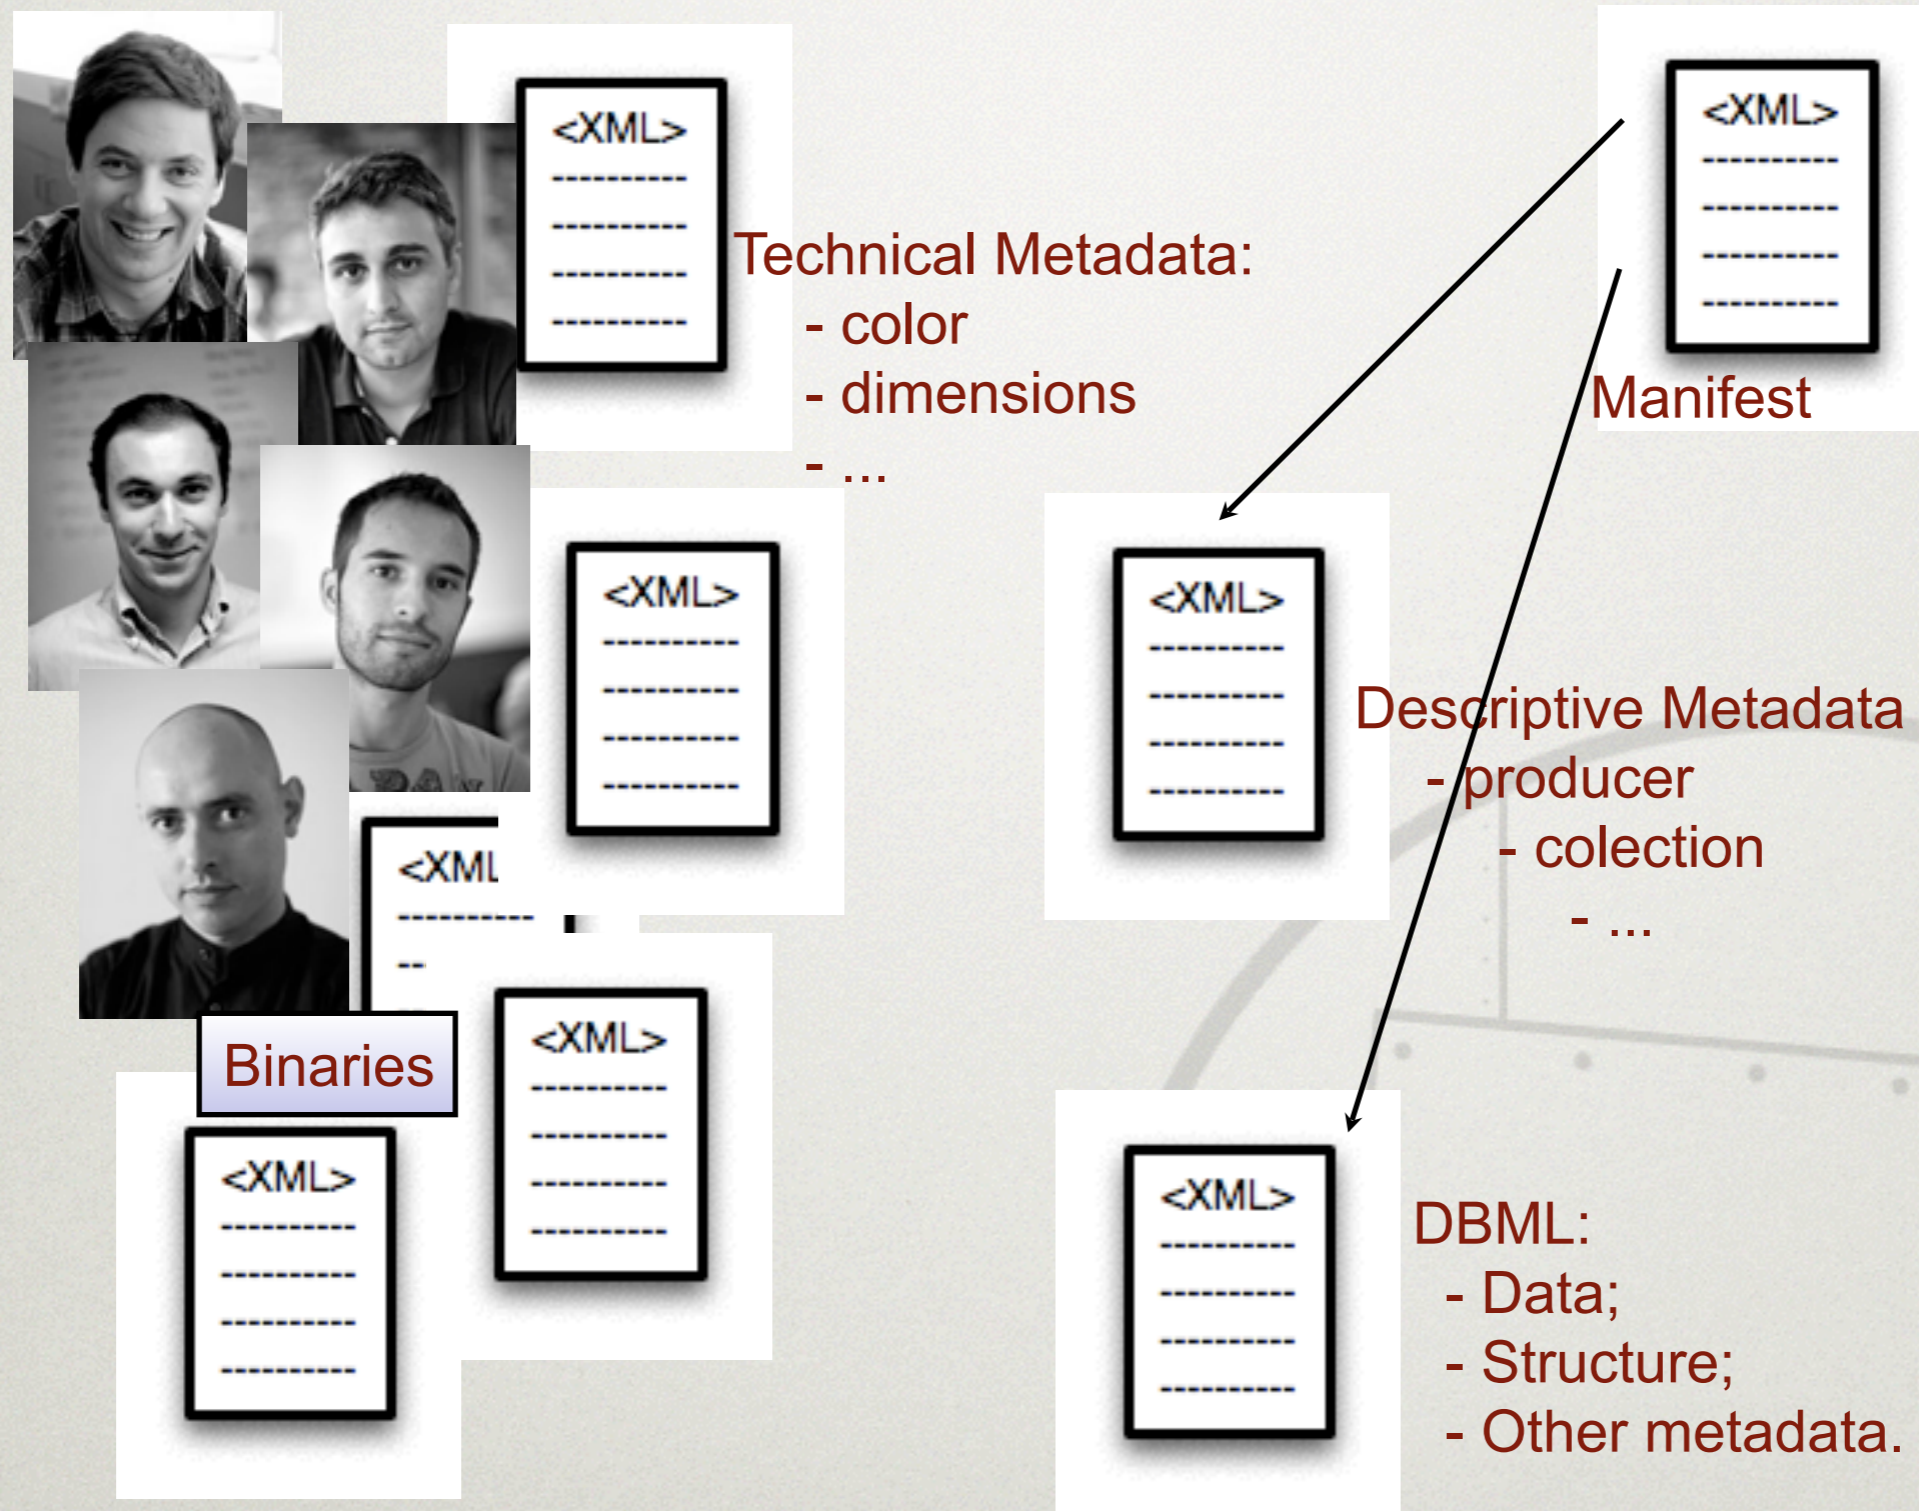 <XML>
----------
----------
----------
----------
Technical Metadata:
- color
- dimensions
- ...
<XML>
----------
----------
----------
----------
Manifest
<XML>
----------
----------
----------
----------
<XML>
----------
----------
----------
----------
Descriptive Metadata
- producer
- colection
- ...
<XML
----------
--
Binaries
<XML>
----------
----------
----------
----------
<XML>
----------
----------
----------
----------
<XML>
----------
----------
----------
----------
DBML:
- Data;
- Structure;
- Other metadata.